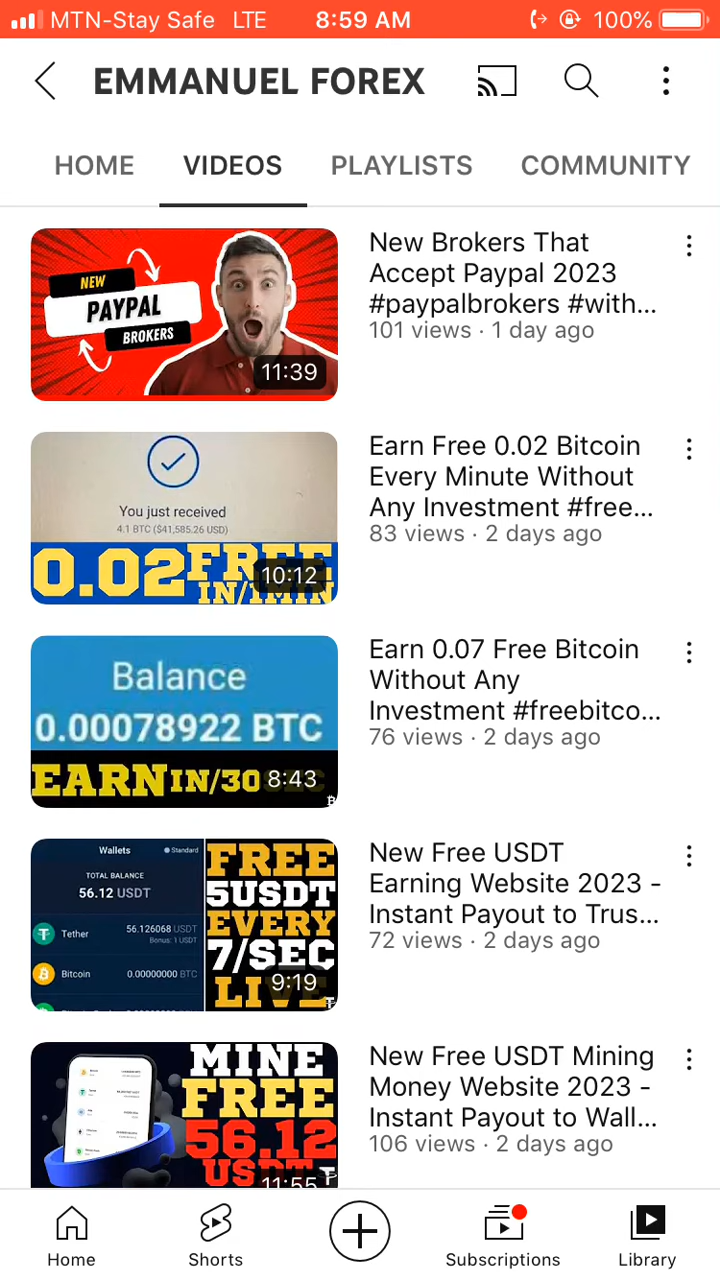 MTN-Stay Safe LTE 8:59 AM 100%
EMMANUEL FOREX
HOME VIDEOS PLAYLISTS COMMUNITY
NEW
PAYPAL
BROKERS
11:39
New Brokers That
Accept Paypal 2023
#paypalbrokers #with...
101 views · 1 day ago
You just received
4.1 BTC ($41,585.26 USD)
0.02 FREE
IN/1MIN
10:12
Earn Free 0.02 Bitcoin
Every Minute Without
Any Investment #free...
83 views · 2 days ago
Balance
0.00078922 BTC
EARN IN/30
8:43
Earn 0.07 Free Bitcoin
Without Any
Investment #freebitco...
76 views · 2 days ago
Wallets Standard
TOTAL BALANCE
56.12 USDT
Tether 56.126068 USDT
Bonus: 1 USDT
Bitcoin 0.00000000 BTC
FREE
5USDT
EVERY
7/SEC
LIVE
9:19
New Free USDT
Earning Website 2023 -
Instant Payout to Trus...
72 views · 2 days ago
MINE
FREE
56.12
USDT
11:55
New Free USDT Mining
Money Website 2023 -
Instant Payout to Wall...
106 views · 2 days ago
Home Shorts Subscriptions Library